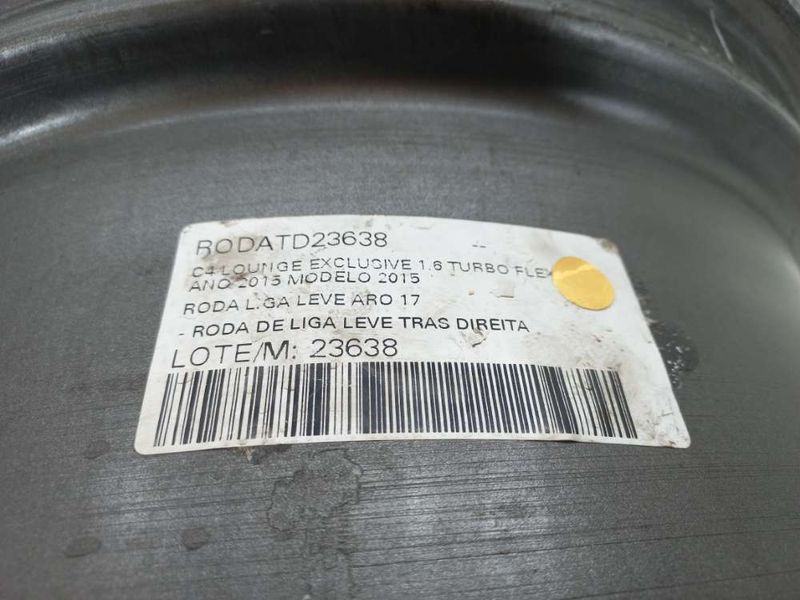 RODATD23638
C4 LOUNGE EXCLUSIVE 1.6 TURBO FLEX
ANO 2015 MODELO 2015
RODA LIGA LEVE ARO 17
- RODA DE LIGA LEVE TRAS DIREITA
LOTE/M: 23638